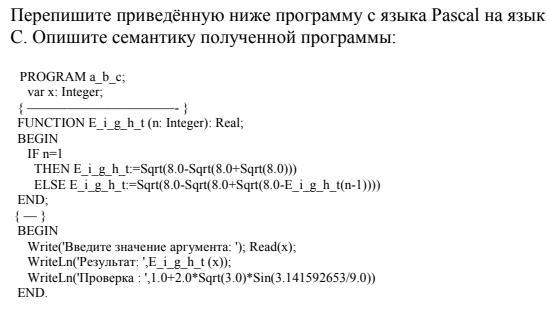 Перепишите приведённую ниже программу с языка Pascal на язык
C. Опишите семантику полученной программы:
PROGRAM a_b_c;
var x: Integer;
{ ———————————- }
FUNCTION E_i_g_h_t (n: Integer): Real;
BEGIN
IF n=1
THEN E_i_g_h_t:=Sqrt(8.0-Sqrt(8.0+Sqrt(8.0)))
ELSE E_i_g_h_t:=Sqrt(8.0-Sqrt(8.0+Sqrt(8.0-E_i_g_h_t(n-1))))
END;
{ — }
BEGIN
Write('Введите значение аргумента: '); Read(x);
WriteLn('Результат: ',E_i_g_h_t (x));
WriteLn('Проверка : ',1.0+2.0*Sqrt(3.0)*Sin(3.141592653/9.0))
END.